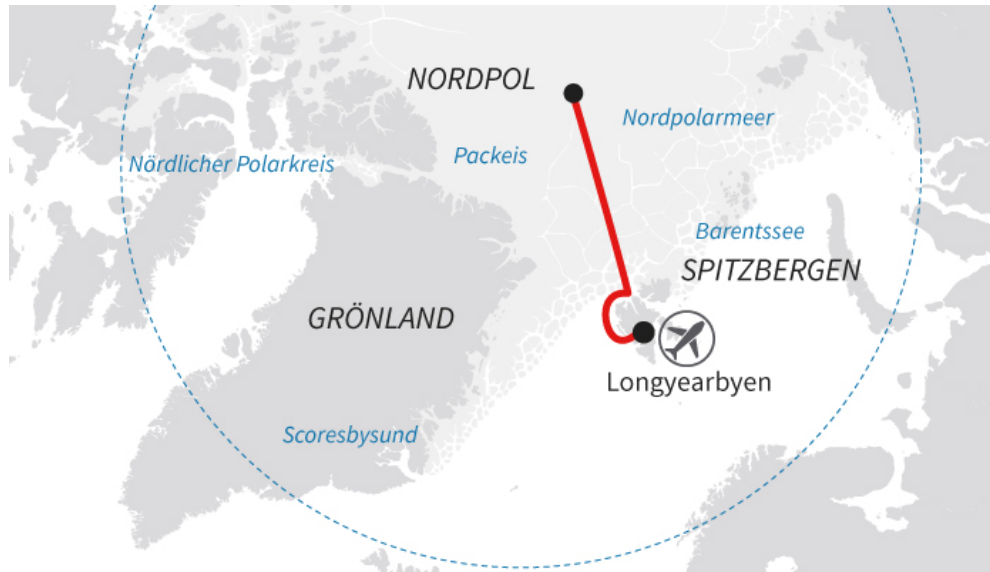 NORDPOL
Nordpolarmeer
Packeis
Nördlicher Polarkreis
Barentssee
SPITZBERGEN
GRÖNLAND
Longyearbyen
Scoresbysund